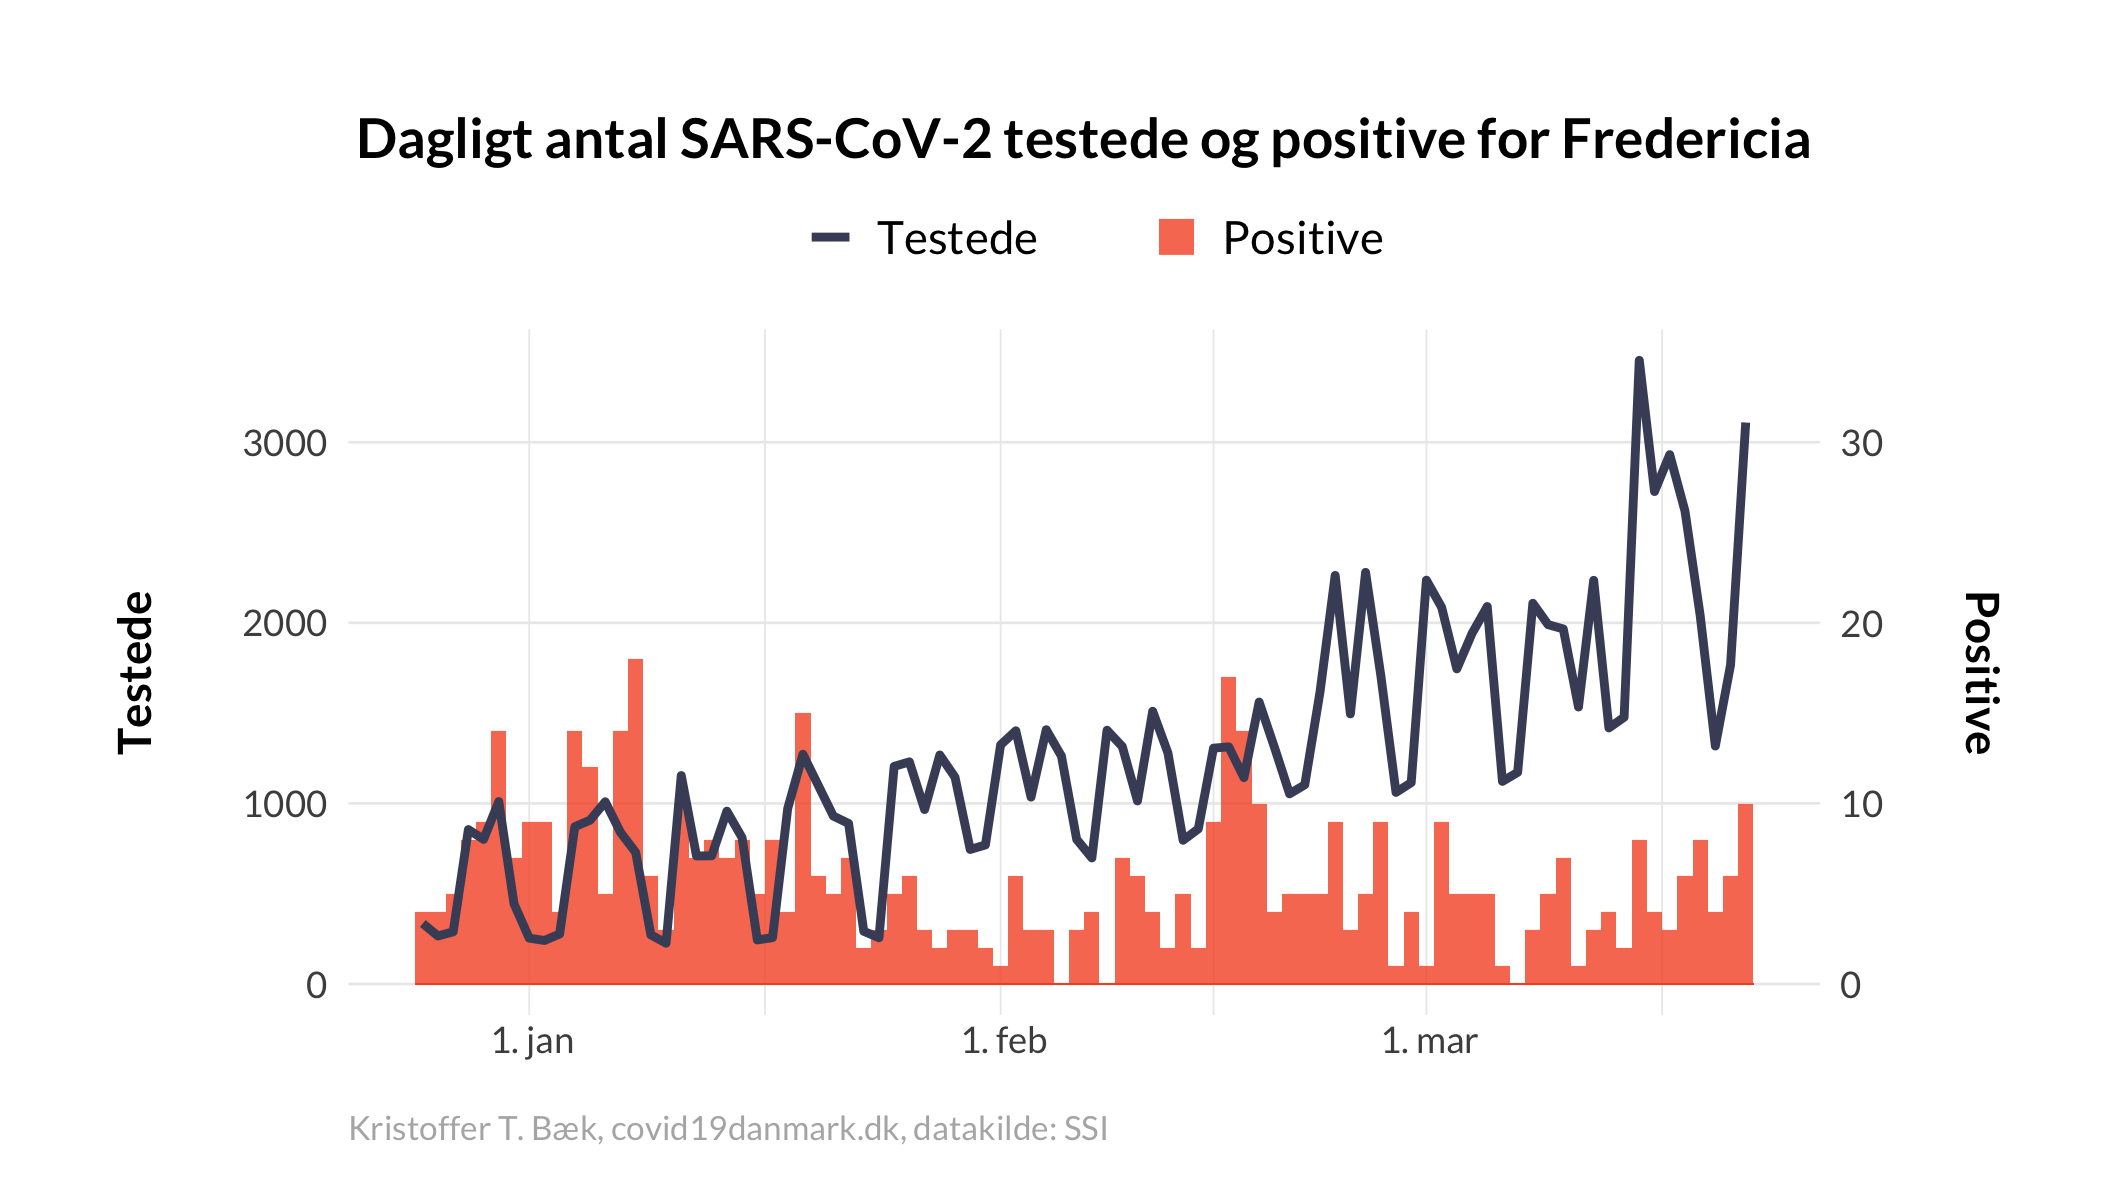 Dagligt antal SARS-CoV-2 testede og positive for Fredericia
Testede
Positive
3000
2000
1000
0
30
20
10
0
Testede
Positive
1. jan
1. feb
1. mar
Kristoffer T. Bæk, covid19danmark.dk, datakilde: SSI